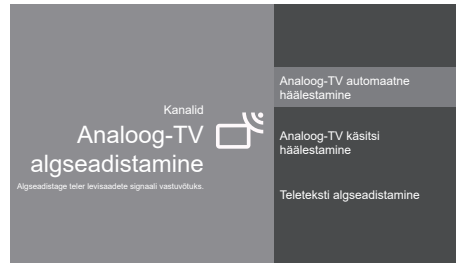 Kanalid
Analoog-TV
algseadistamine
Algseadistage teler levisaadete signaali vastuvõtuks.
Analoog-TV automaatne
häälestamine
Analoog-TV käsitsi
häälestamine
Teleteksti algseadistamine